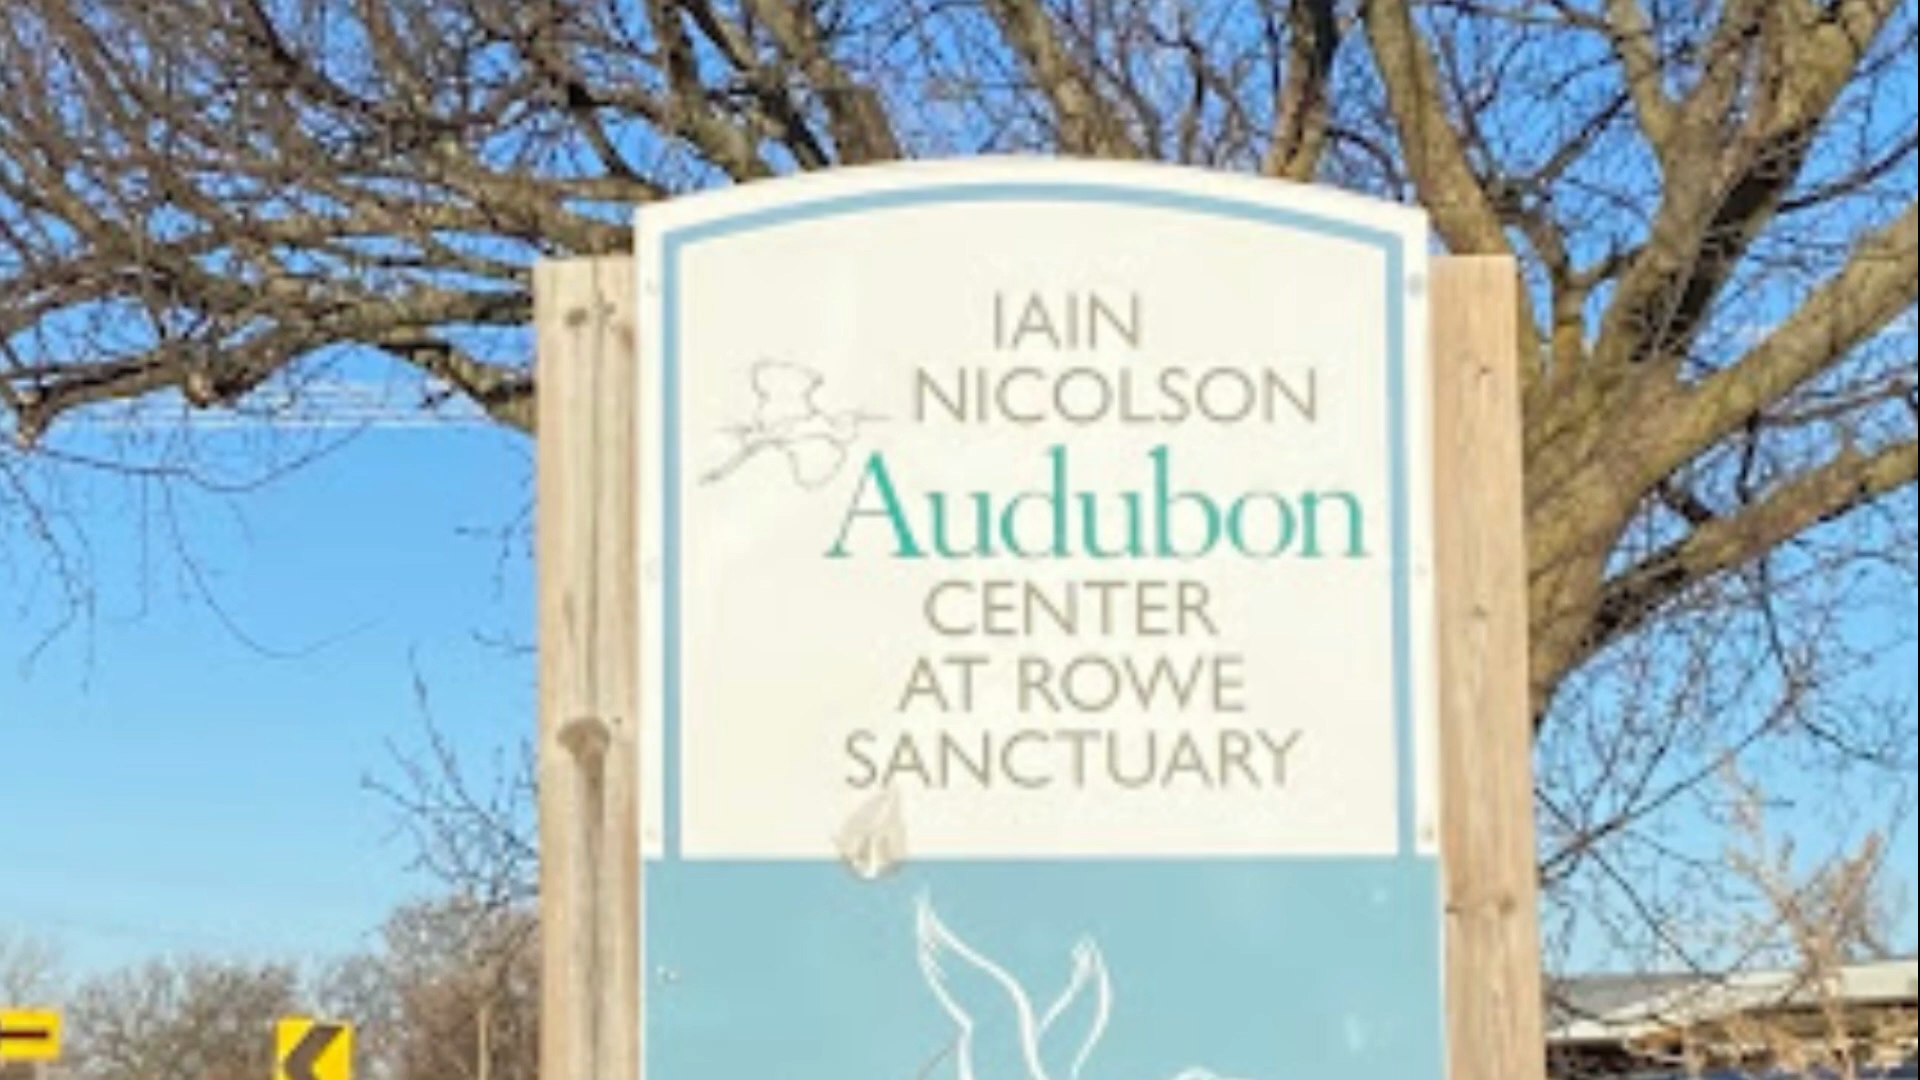 IAIN
NICOLSON
Audubon
CENTER
AT ROWE
SANCTUARY